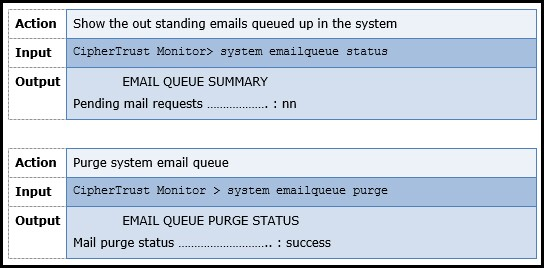 Action Show the out standing emails queued up in the system
Input CipherTrust Monitor> system emailqueue status
Output EMAIL QUEUE SUMMARY
Pending mail requests ………………. : nn
Action Purge system email queue
Input CipherTrust Monitor > system emailqueue purge
Output EMAIL QUEUE PURGE STATUS
Mail purge status ……………………….. : success